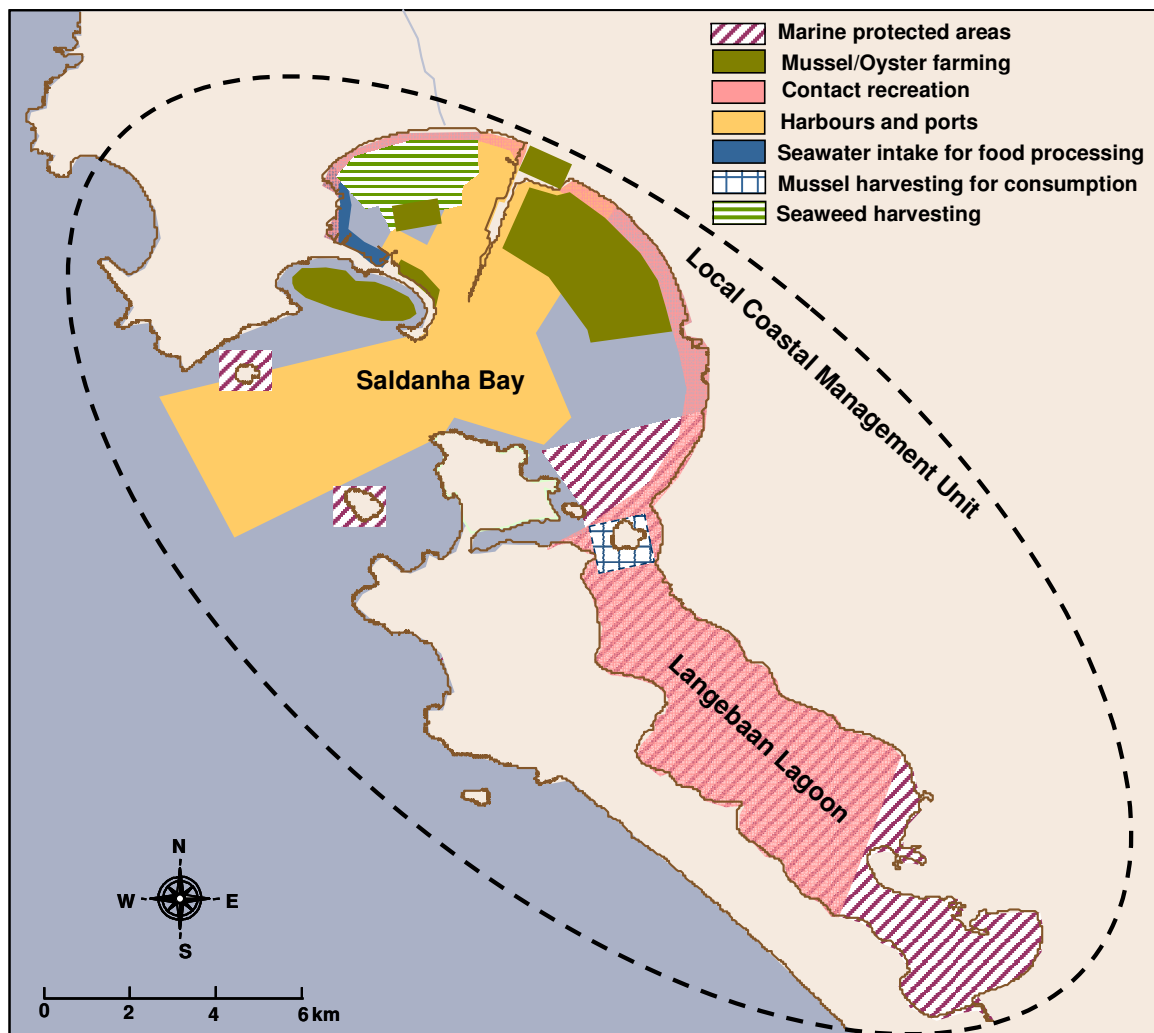 Marine protected areas
Mussel/Oyster farming
Contact recreation
Harbours and ports
Seawater intake for food processing
Mussel harvesting for consumption
Seaweed harvesting
Local Coastal Management Unit
Saldanha Bay
Langebaan Lagoon
N
W E
S
0 2 4 6 km